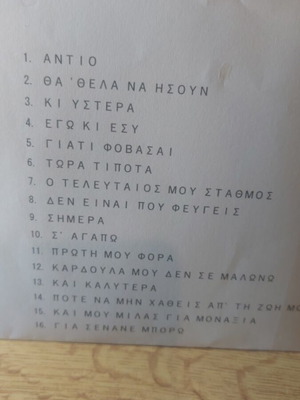 1. ΑΝΤΙΟ
2. ΘΑ 'ΘΕΛΑ ΝΑ ΗΣΟΥΝ
3. ΚΙ ΥΣΤΕΡΑ
4. ΕΓΩ ΚΙ ΕΣΥ
5. ΓΙΑΤΙ ΦΟΒΑΣΑΙ
6. ΤΩΡΑ ΤΙΠΟΤΑ
7. Ο ΤΕΛΕΥΤΑΙΟΣ ΜΟΥ ΣΤΑΘΜΟΣ
8. ΔΕΝ ΕΙΝΑΙ ΠΟΥ ΦΕΥΓΕΙΣ
9. ΣΗΜΕΡΑ
10. Σ' ΑΓΑΠΩ
11. ΠΡΩΤΗ ΜΟΥ ΦΟΡΑ
12. ΚΑΡΔΟΥΛΑ ΜΟΥ ΔΕΝ ΣΕ ΜΑΛΩΝΩ
13. ΚΑΙ ΚΑΛΥΤΕΡΑ
14. ΠΟΤΕ ΝΑ ΜΗΝ ΧΑΘΕΙΣ ΑΠ' ΤΗ ΖΩΗ
15. ΚΑΙ ΜΟΥ ΜΙΛΑΣ ΓΙΑ ΜΟΝΑΞΙΑ
16. ΓΙΑ ΣΕΝΑΝΕ ΜΠΟΡΩ